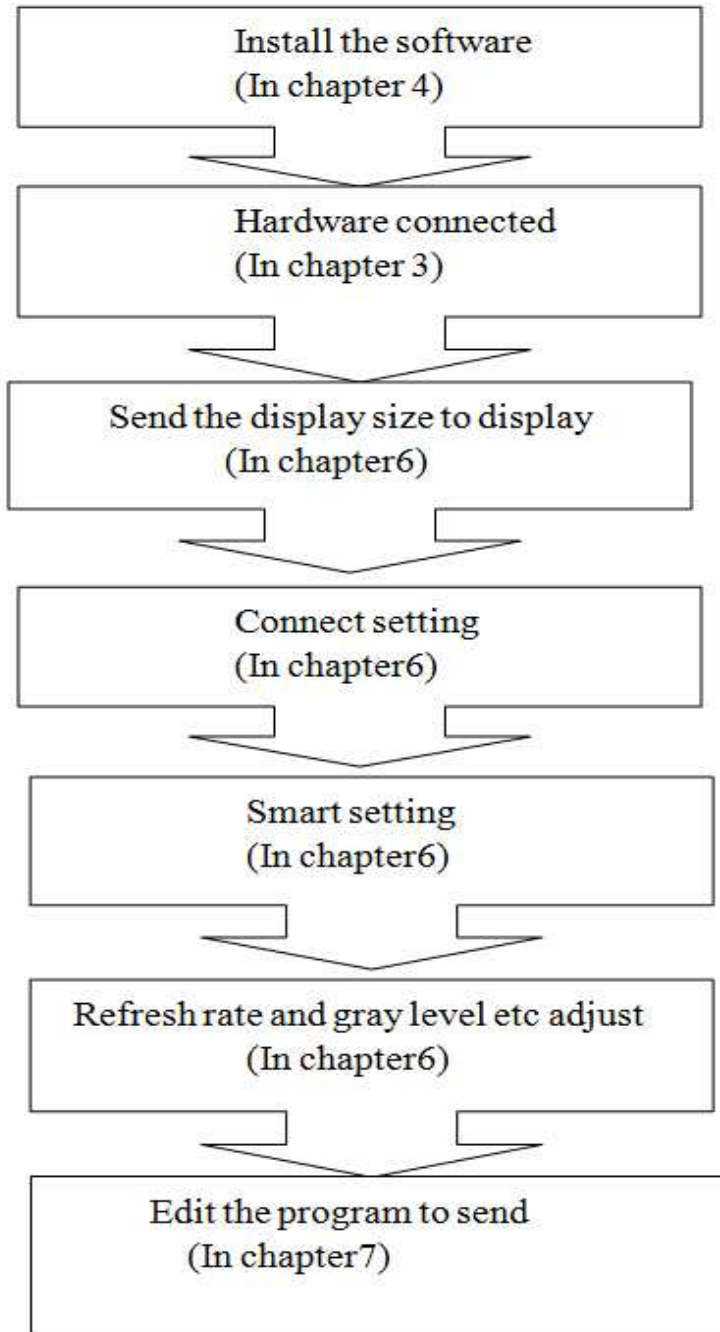 Install the software
(In chapter 4)
Hardware connected
(In chapter 3)
Send the display size to display
(In chapter6)
Connect setting
(In chapter6)
Smart setting
(In chapter6)
Refresh rate and gray level etc adjust
(In chapter6)
Edit the program to send
(In chapter7)